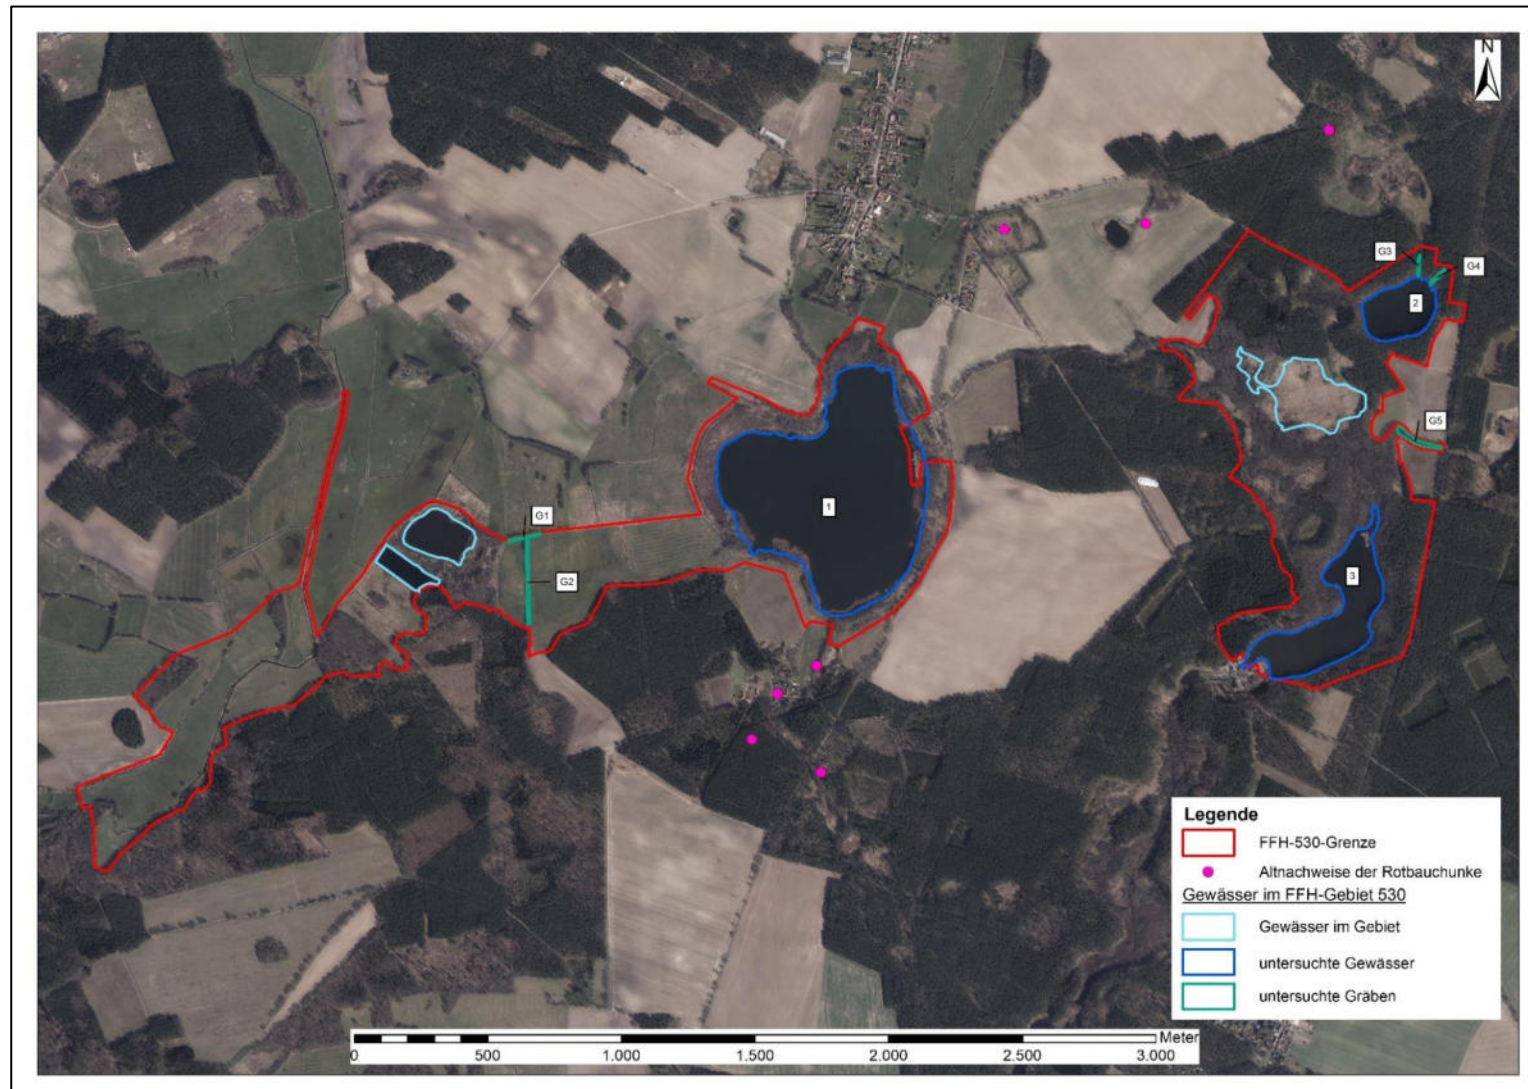 N
G3
G4
2
G5
G1
1
G2
3
Legende
FFH-530-Grenze
Altnachweise der Rotbauchunke
Gewässer im FFH-Gebiet 530
Gewässer im Gebiet
untersuchte Gewässer
untersuchte Gräben
Meter
0 500 1.000 1.500 2.000 2.500 3.000